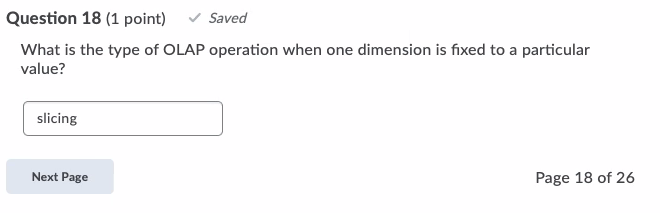 Question 18 (1 point) ✓ Saved
What is the type of OLAP operation when one dimension is fixed to a particular
value?
slicing
Next Page
Page 18 of 26